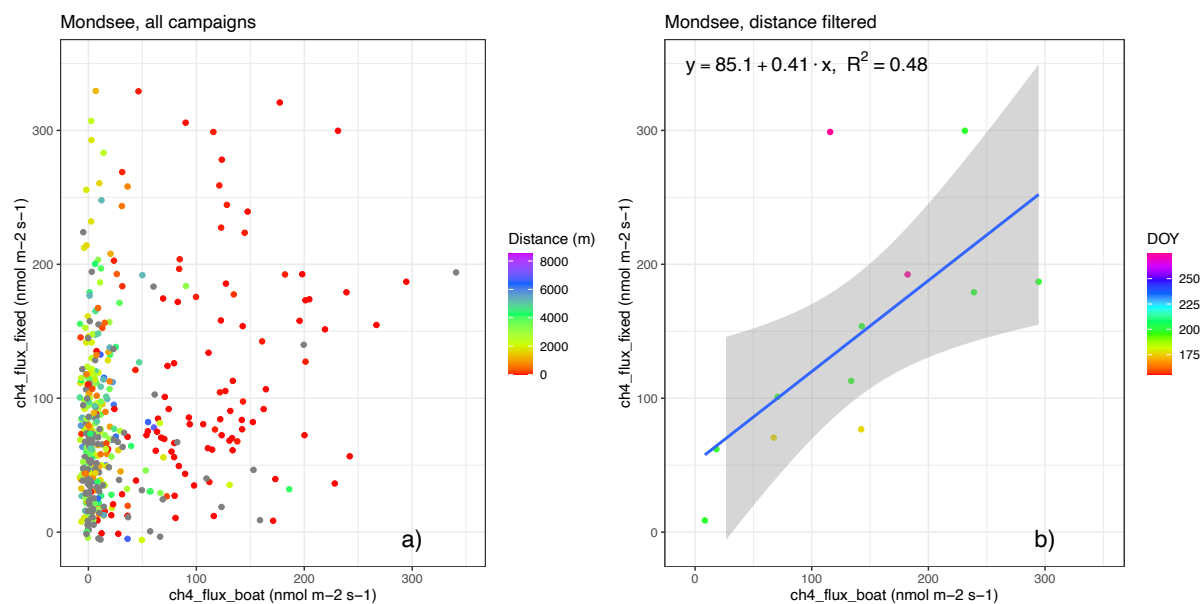 Mondsee, all campaigns
ch4_flux_fixed (nmol m−2 s−1)
300
200
100
0
0
100
200
300
ch4_flux_boat (nmol m−2 s−1)
a)
Distance (m)
8000
6000
4000
2000
0
Mondsee, distance filtered
y = 85.1 + 0.41 · x, R² = 0.48
ch4_flux_fixed (nmol m−2 s−1)
300
200
100
0
0
100
200
300
ch4_flux_boat (nmol m−2 s−1)
b)
DOY
250
225
200
175